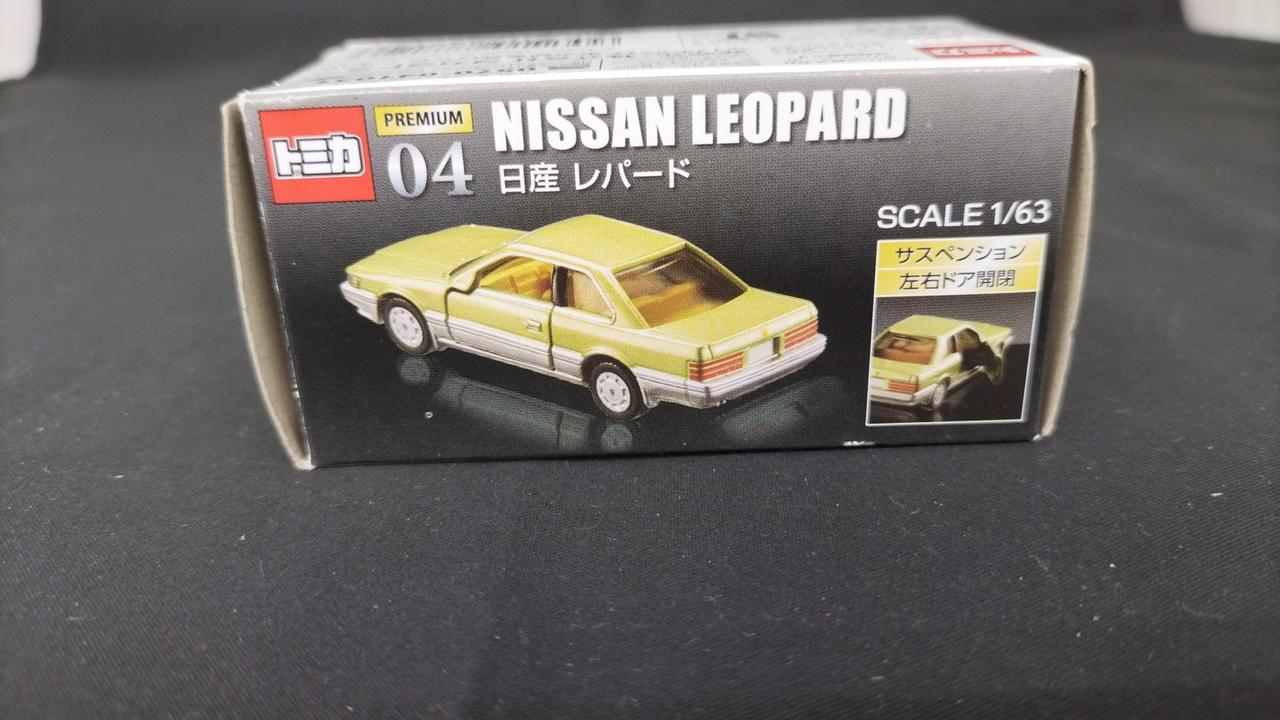 トミカ
PREMIUM
04
NISSAN LEOPARD
日産 レパード
SCALE 1/63
サスペンション
左右ドア開閉